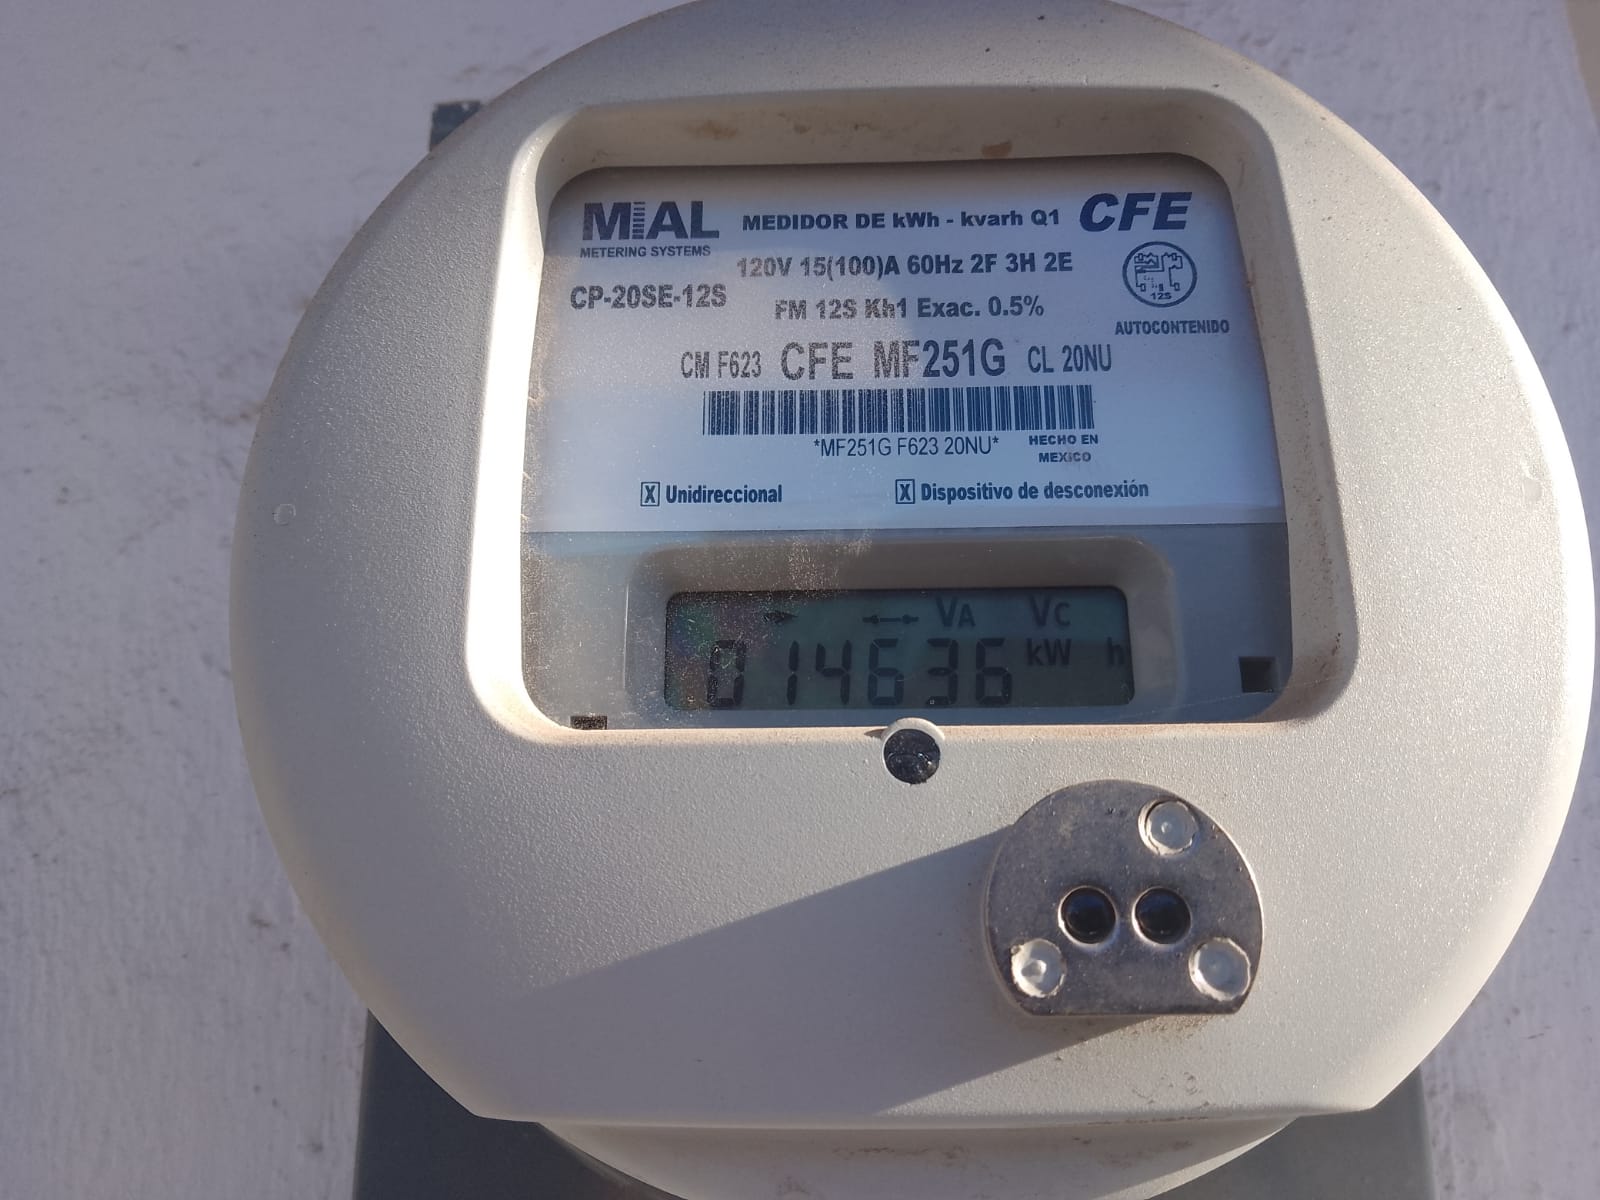 MIAL
METERING SYSTEMS
MEDIDOR DE kWh - kvarh Q1
CFE
120V 15(100)A 60Hz 2F 3H 2E
CP-20SE-12S
FM 12S Kh1 Exac. 0.5%
12S
AUTOCONTENIDO
CM F623 CFE MF251G CL 20NU
*MF251G F623 20NU*
HECHO EN
MEXICO
X Unidireccional
X Dispositivo de desconexión
VA VC
014636 kW h